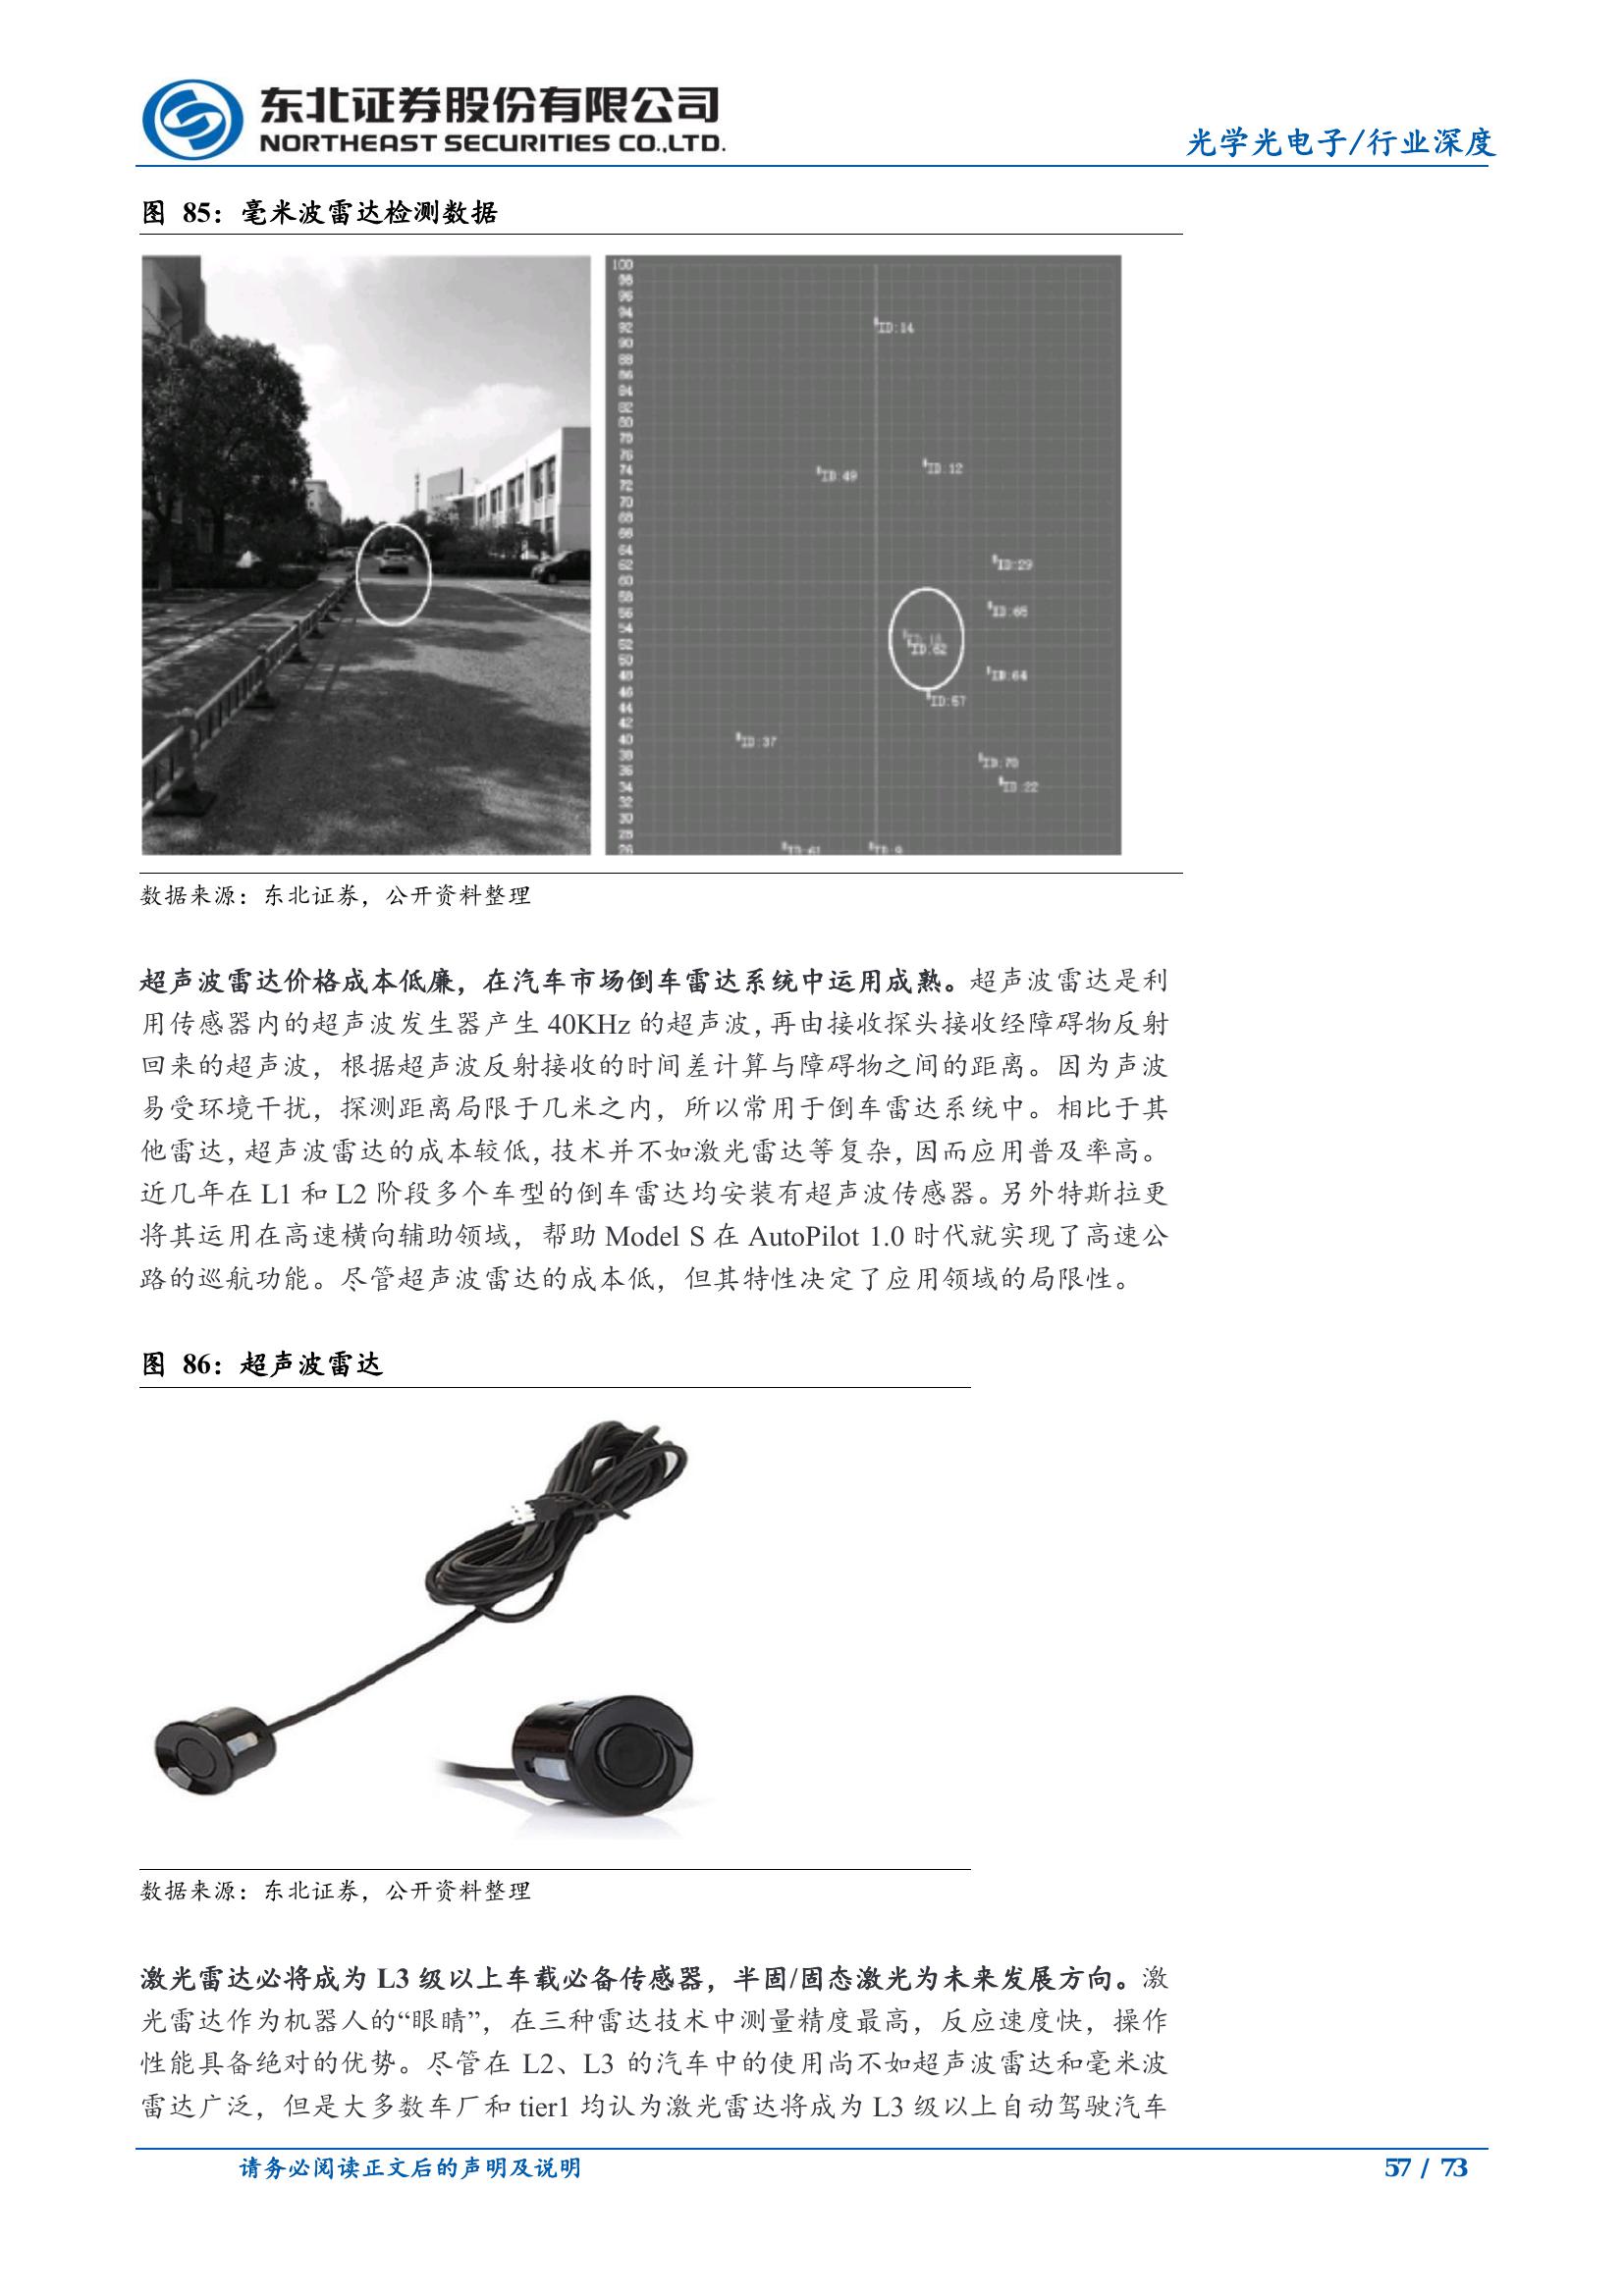 东北证券股份有限公司
NORTHEAST SECURITIES CO.,LTD.
光学光电子/行业深度
图 85：毫米波雷达检测数据
100
98
96
94
92
90
88
86
84
82
80
78
76
74
72
70
68
66
64
62
60
58
56
54
52
50
48
46
44
42
40
38
36
34
32
30
28
26
ID:14
ID:49
ID:12
ID:29
ID:65
ID:62
ID:64
ID:57
ID:37
ID:70
ID:22
ID:61
ID:9
数据来源：东北证券，公开资料整理
超声波雷达价格成本低廉，在汽车市场倒车雷达系统中运用成熟。超声波雷达是利
用传感器内的超声波发生器产生 40KHz 的超声波，再由接收探头接收经障碍物反射
回来的超声波，根据超声波反射接收的时间差计算与障碍物之间的距离。因为声波
易受环境干扰，探测距离局限于几米之内，所以常用于倒车雷达系统中。相比于其
他雷达，超声波雷达的成本较低，技术并不如激光雷达等复杂，因而应用普及率高。
近几年在 L1 和 L2 阶段多个车型的倒车雷达均安装有超声波传感器。另外特斯拉更
将其运用在高速横向辅助领域，帮助 Model S 在 AutoPilot 1.0 时代就实现了高速公
路的巡航功能。尽管超声波雷达的成本低，但其特性决定了应用领域的局限性。
图 86：超声波雷达
数据来源：东北证券，公开资料整理
激光雷达必将成为 L3 级以上车载必备传感器，半固/固态激光为未来发展方向。激
光雷达作为机器人的“眼睛”，在三种雷达技术中测量精度最高，反应速度快，操作
性能具备绝对的优势。尽管在 L2、L3 的汽车中的使用尚不如超声波雷达和毫米波
雷达广泛，但是大多数车厂和 tier1 均认为激光雷达将成为 L3 级以上自动驾驶汽车
请务必阅读正文后的声明及说明
57 / 73